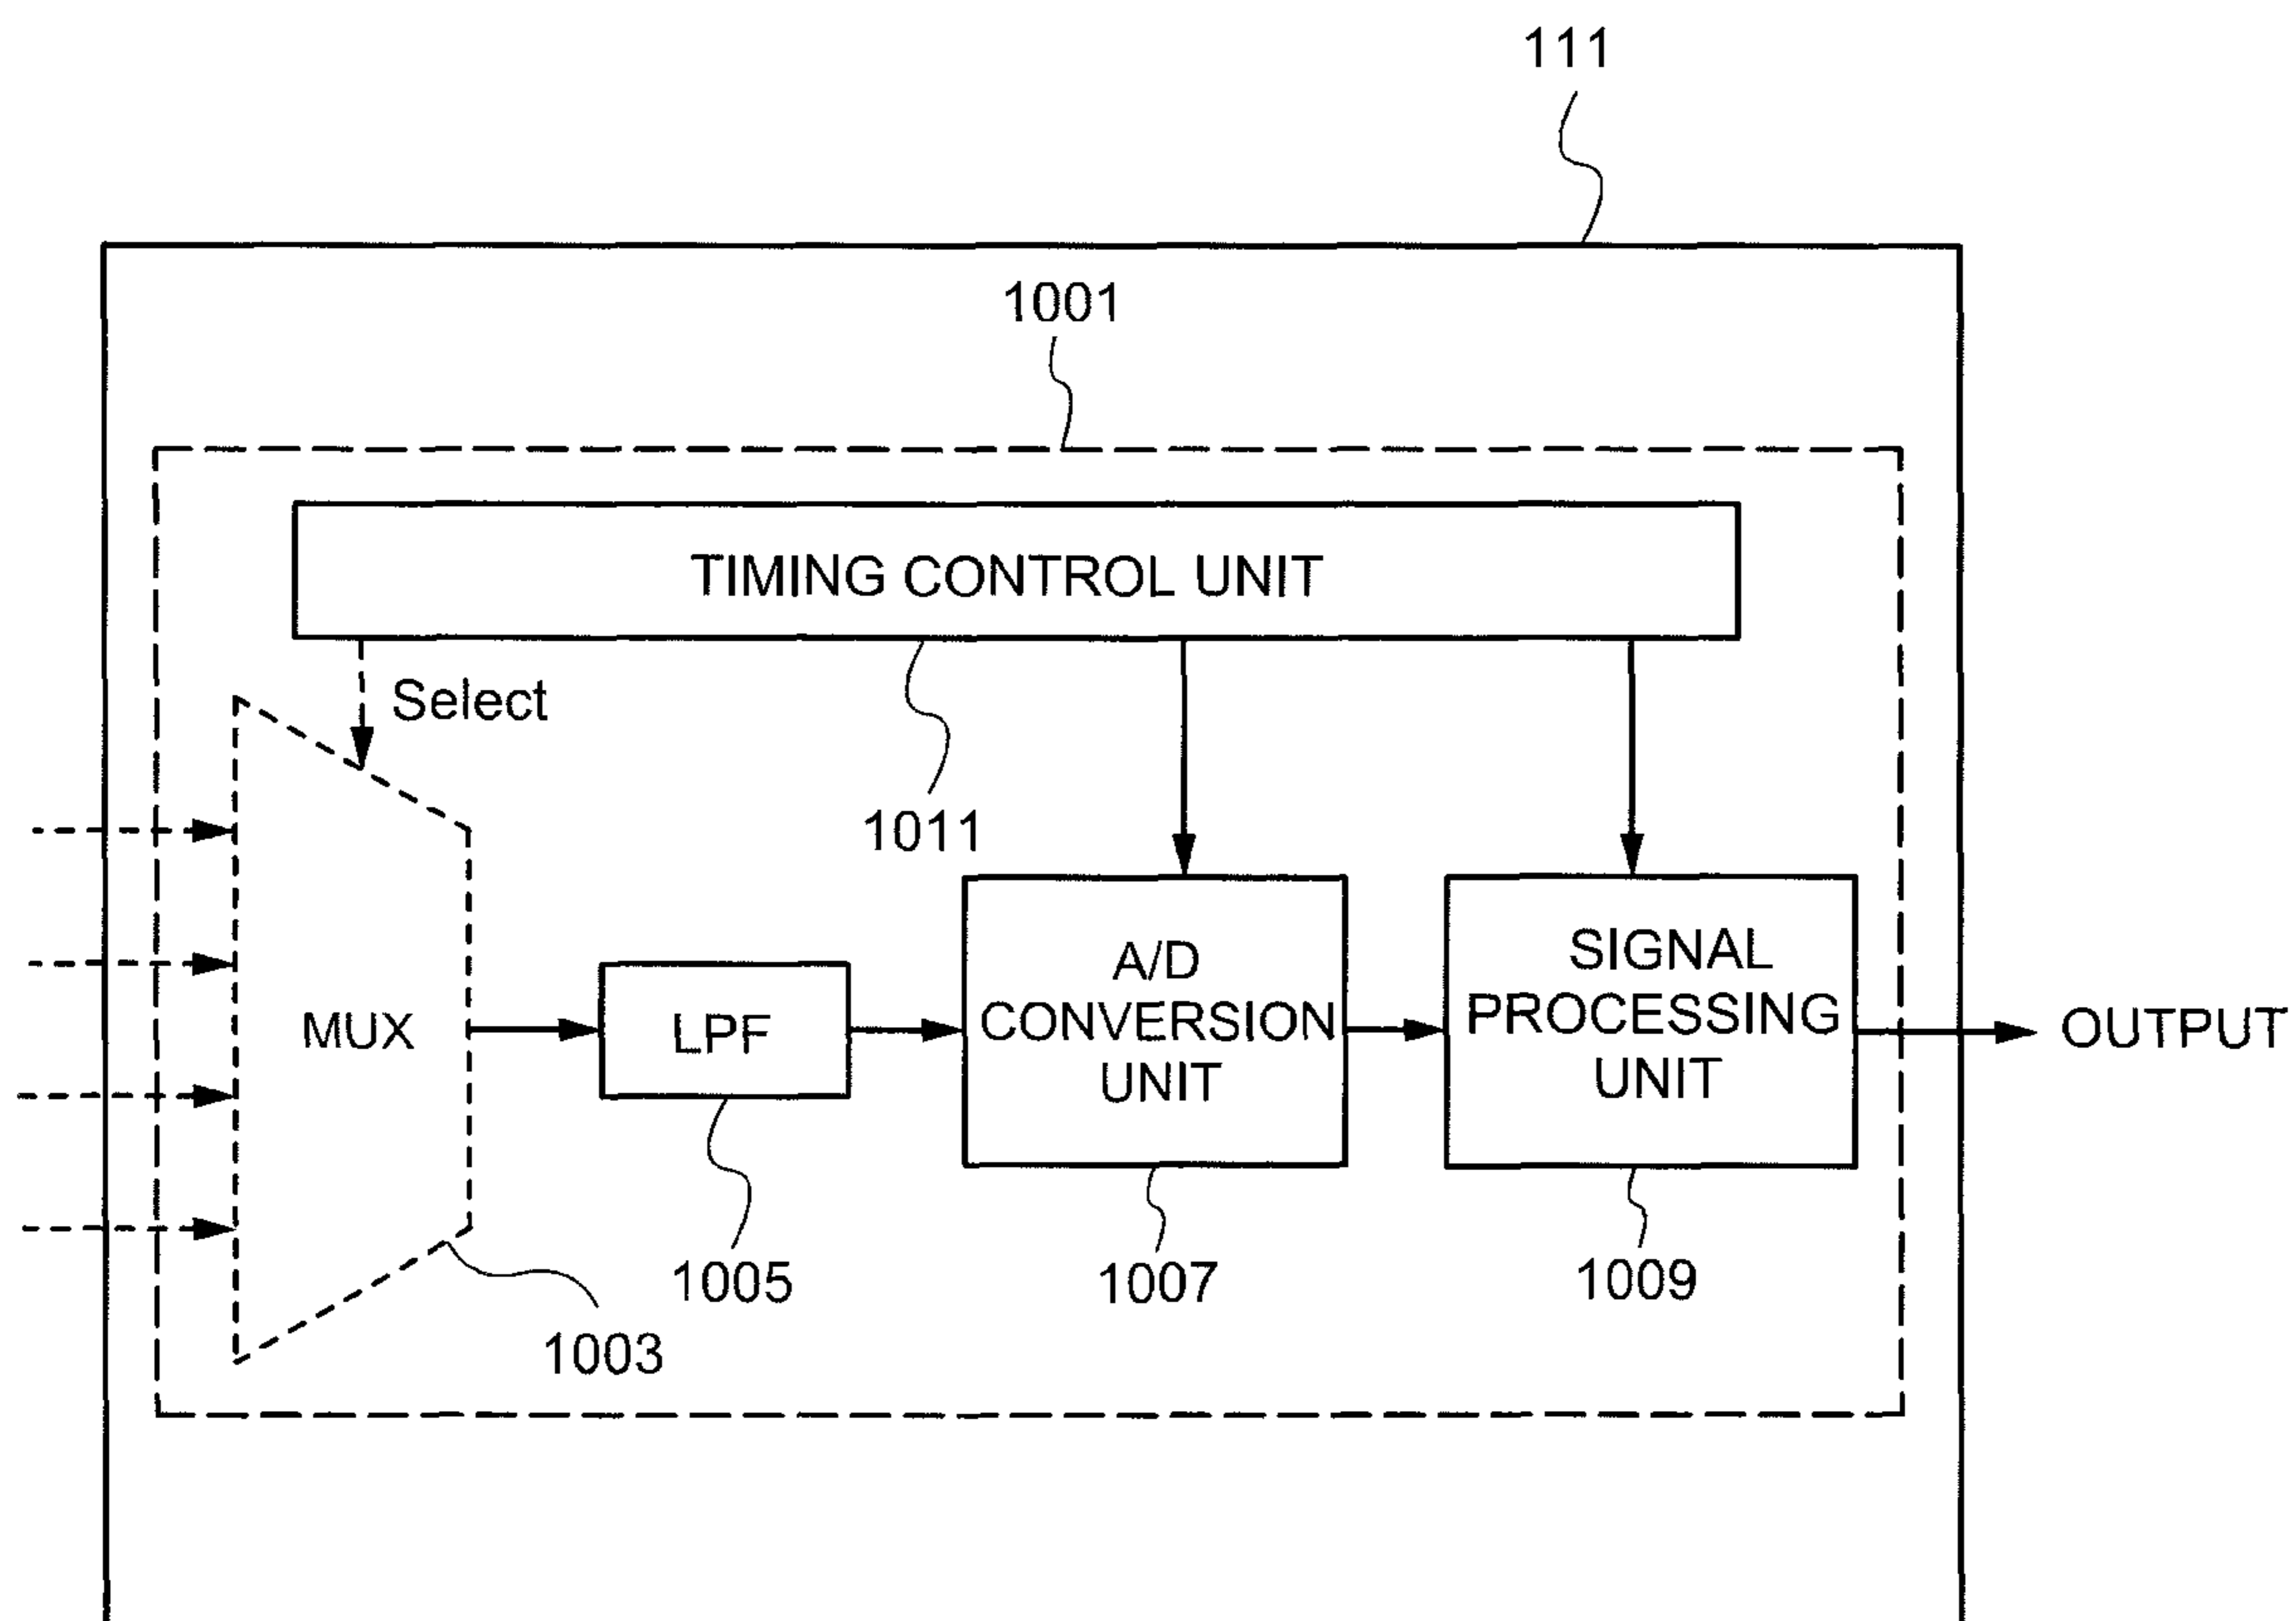 111
1001
TIMING CONTROL UNIT
Select
1011
MUX
LPF
A/D
CONVERSION
UNIT
SIGNAL
PROCESSING
UNIT
OUTPUT
1005
1007
1009
1003